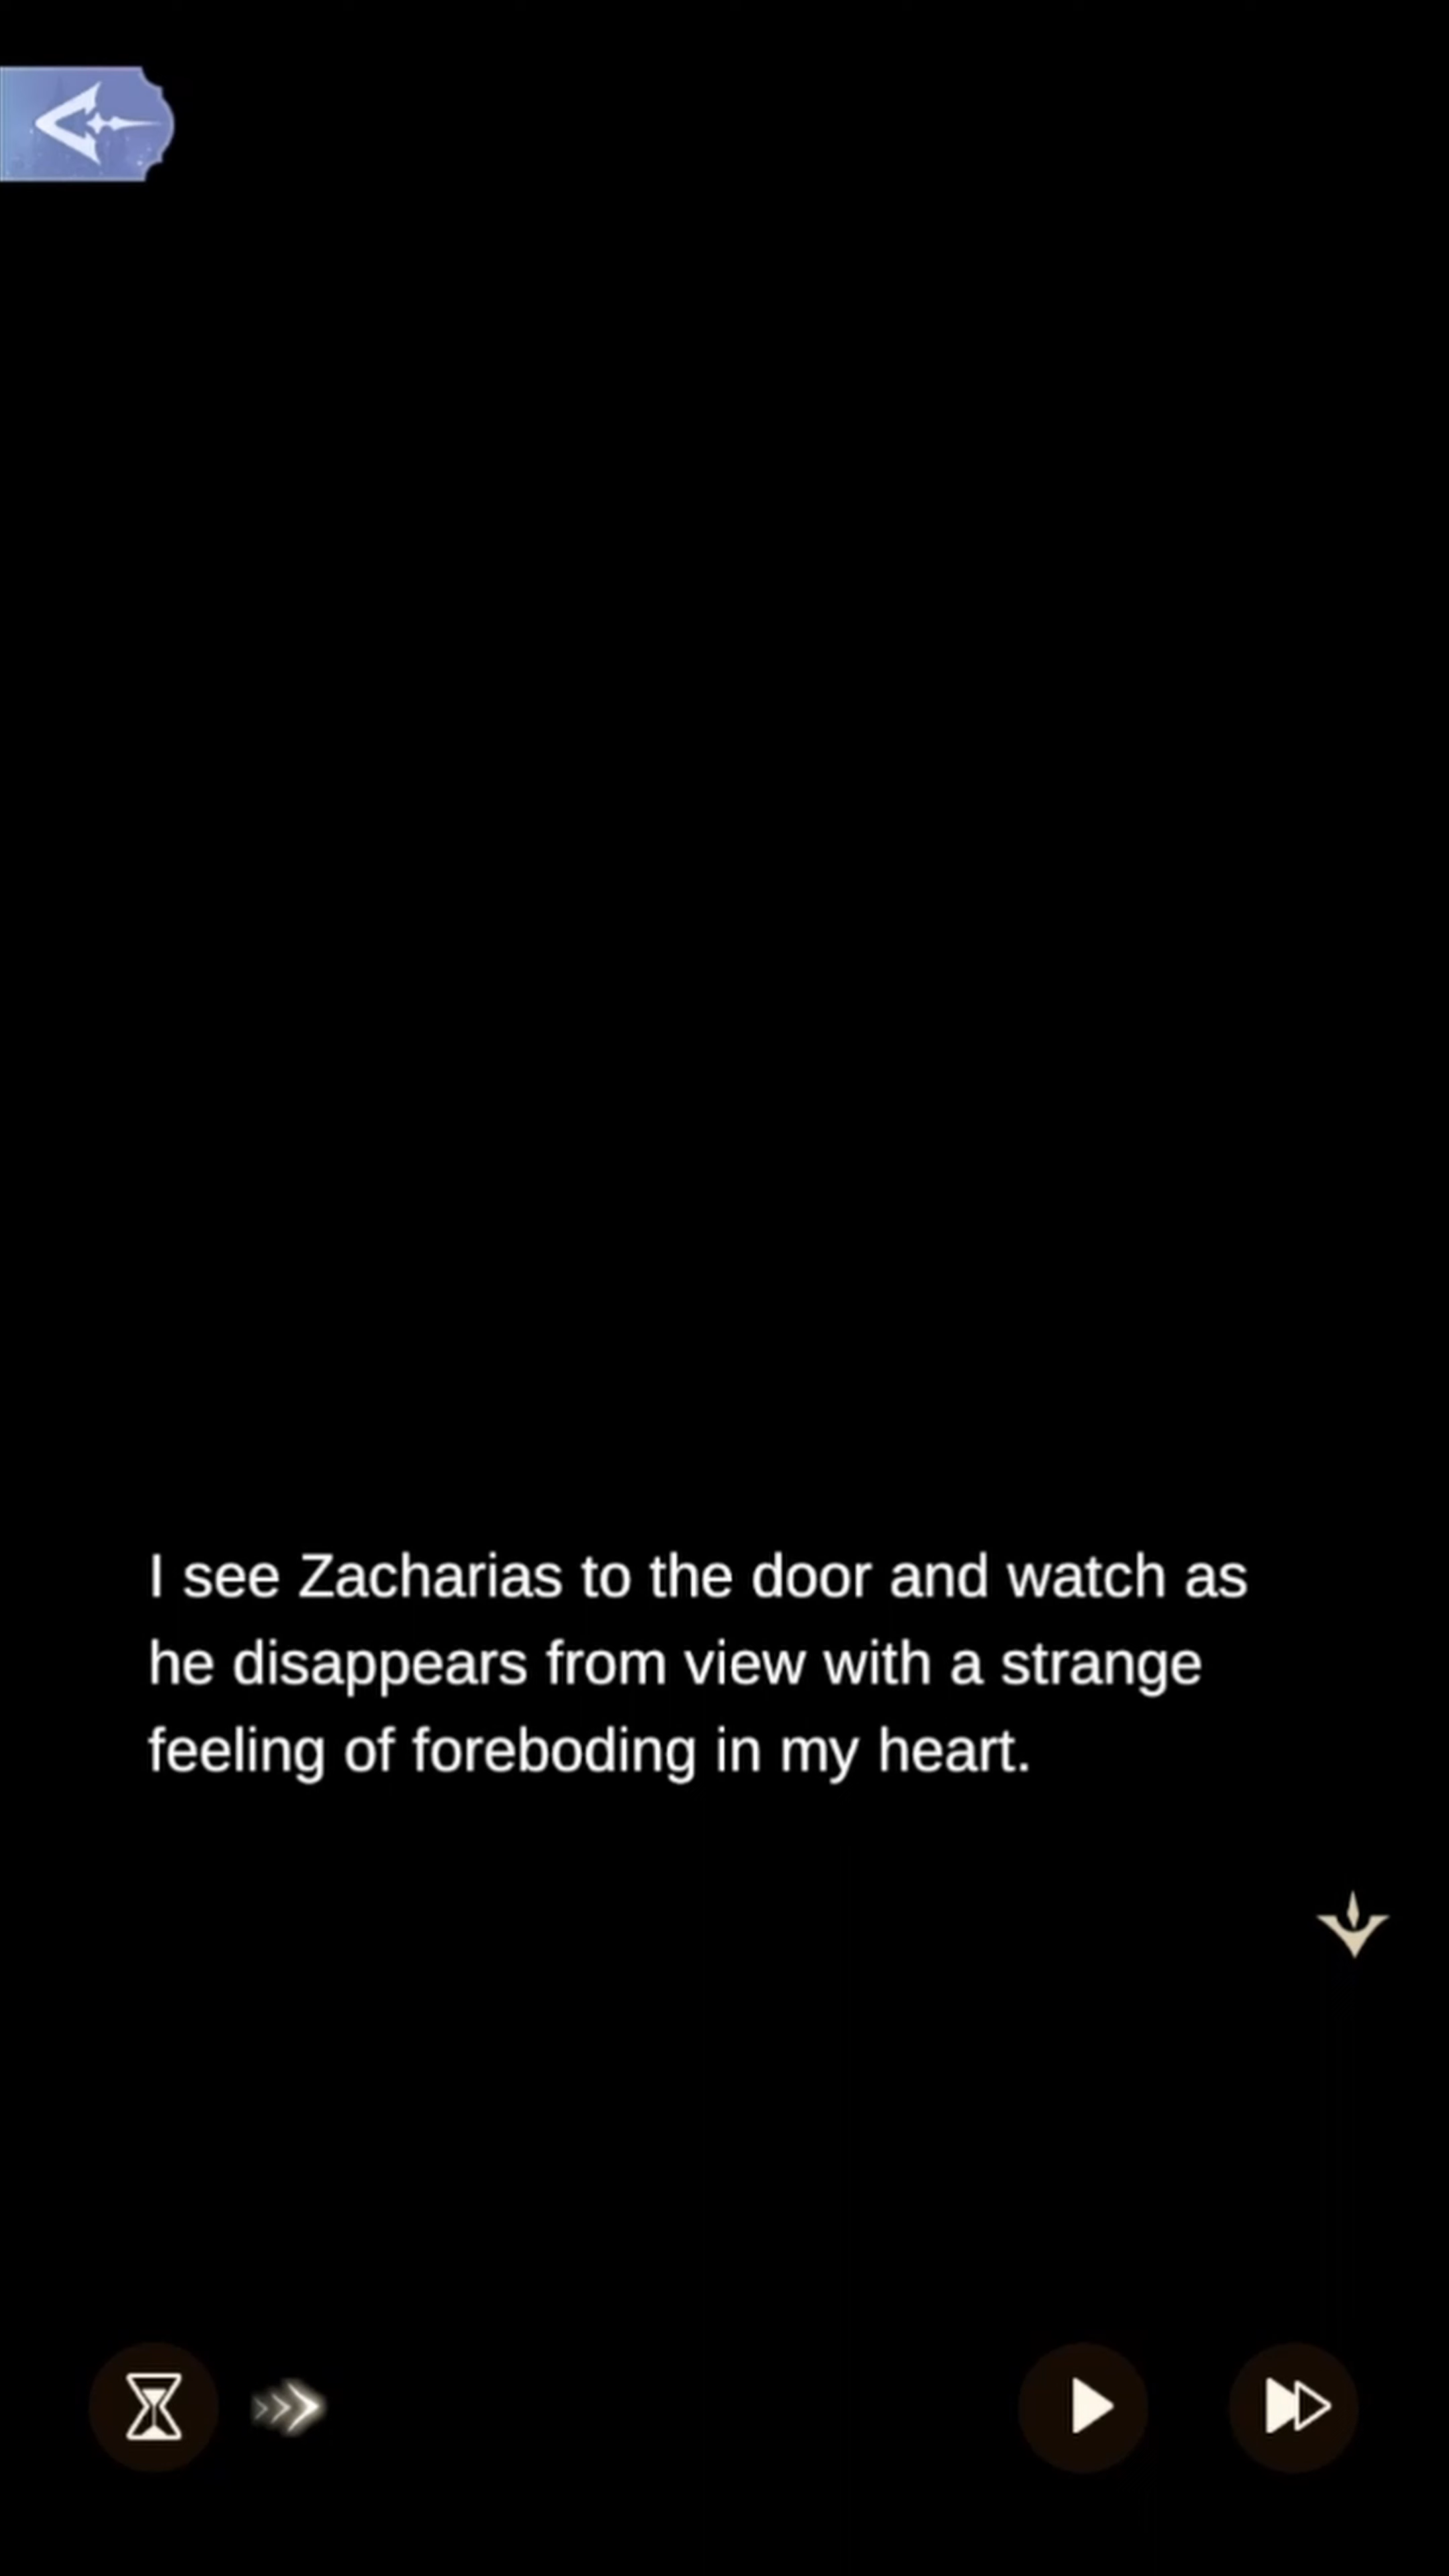 I see Zacharias to the door and watch as
he disappears from view with a strange
feeling of foreboding in my heart.